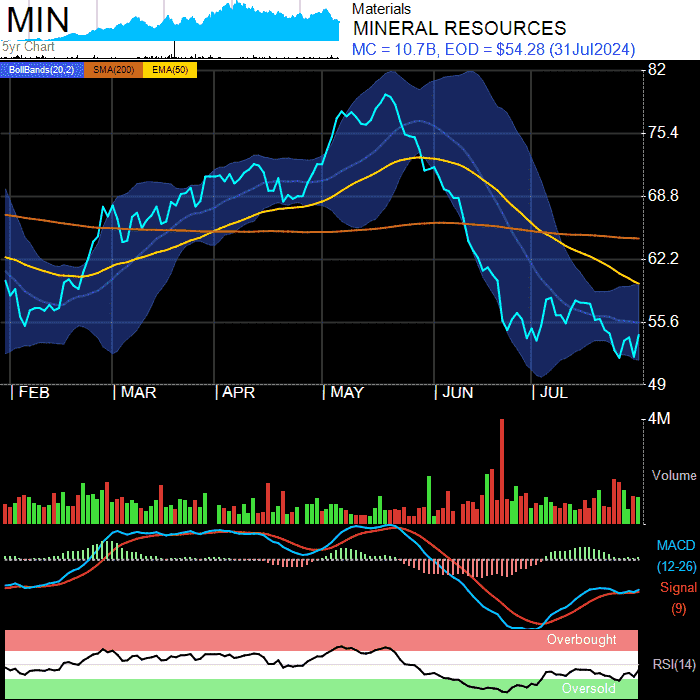 MIN
5yr Chart
Materials
MINERAL RESOURCES
MC = 10.7B, EOD = $54.28 (31Jul2024)
BollBands(20,2) SMA(200) EMA(50)
82
75.4
68.8
62.2
55.6
49
FEB MAR APR MAY JUN JUL
4M
Volume
MACD
(12-26)
Signal
(9)
Overbought
RSI(14)
Oversold